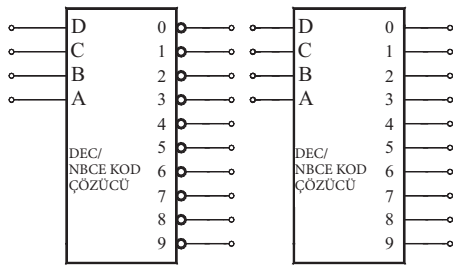 D 0
C 1
B 2
A 3
4
DEC/ 5
NBCE KOD 6
ÇÖZÜCÜ 7
8
9
D 0
C 1
B 2
A 3
4
DEC/ 5
NBCE KOD 6
ÇÖZÜCÜ 7
8
9